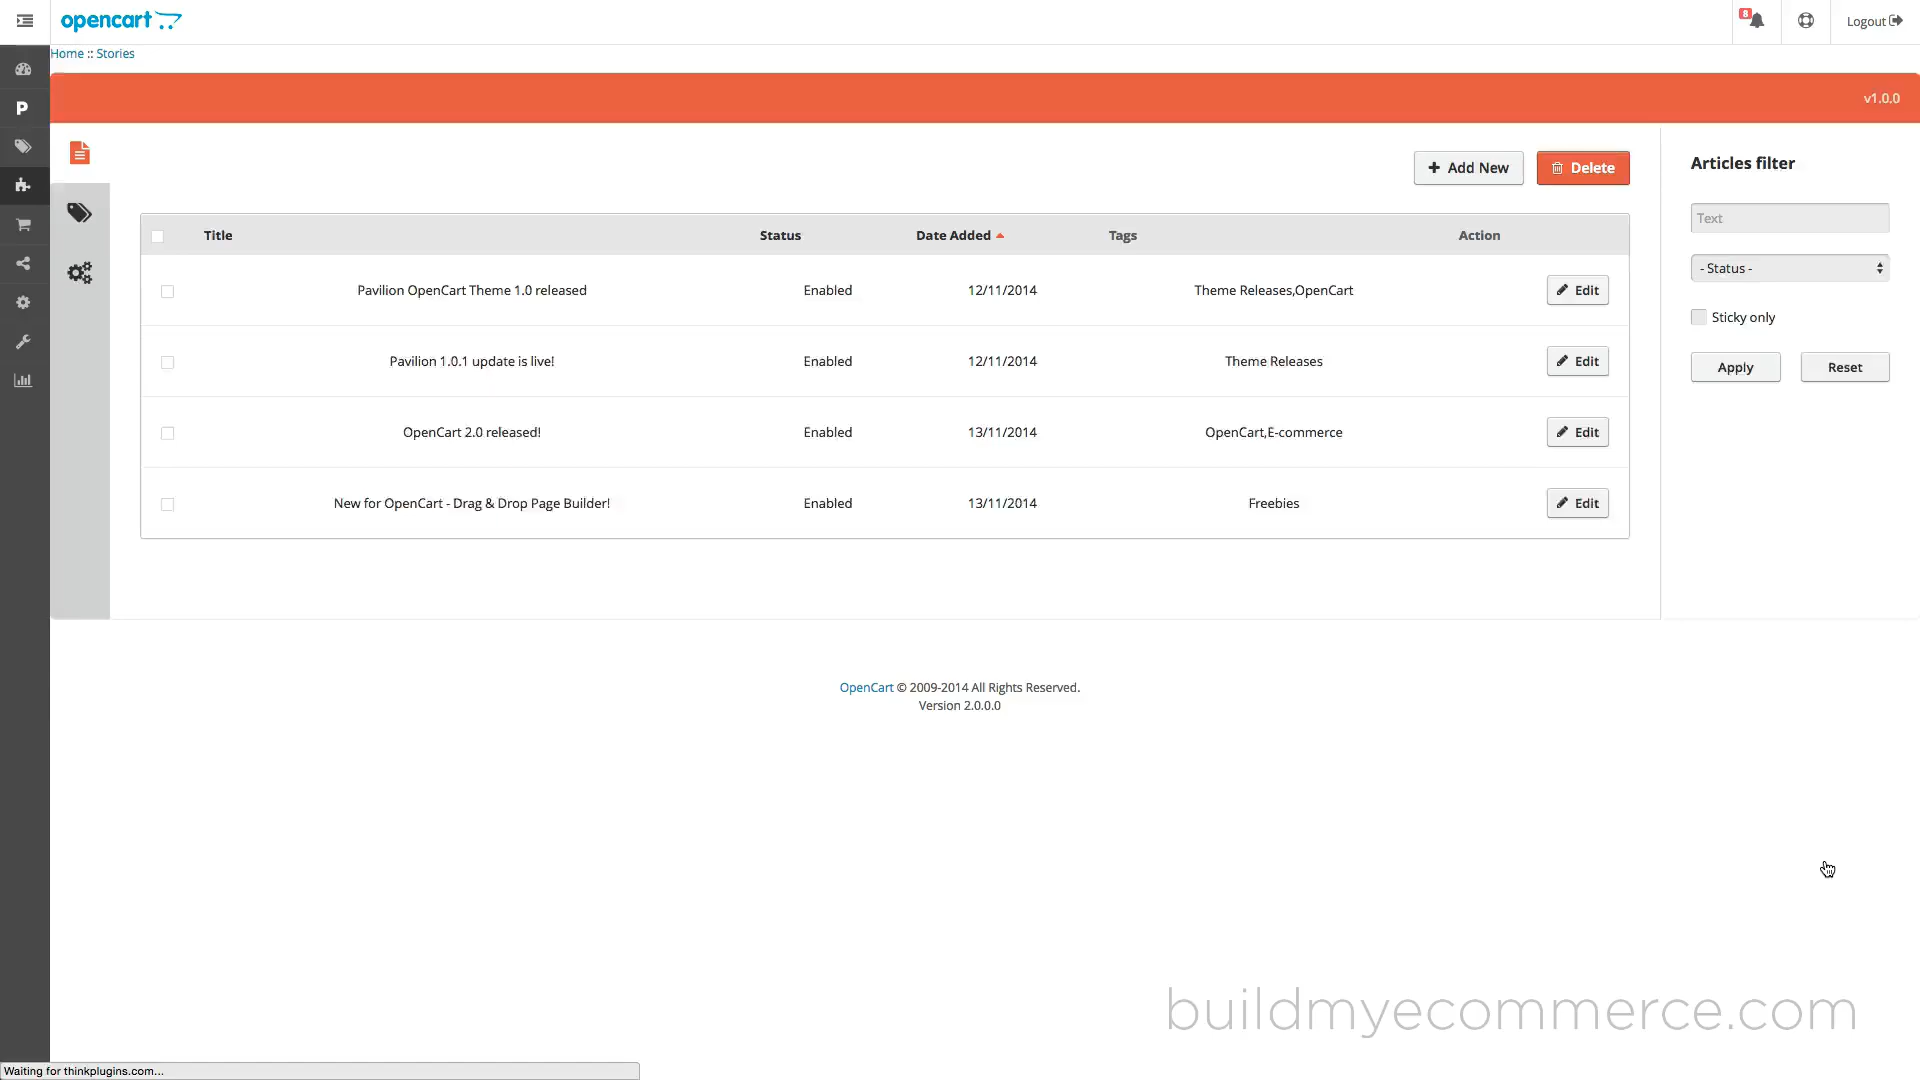 opencart
8
Logout
Home :: Stories
P
v1.0.0
Add New
Delete
Articles filter
Text
- Status -
Sticky only
Apply
Reset
Title Status Date Added Tags Action
Pavilion OpenCart Theme 1.0 released Enabled 12/11/2014 Theme Releases,OpenCart Edit
Pavilion 1.0.1 update is live! Enabled 12/11/2014 Theme Releases Edit
OpenCart 2.0 released! Enabled 13/11/2014 OpenCart,E-commerce Edit
New for OpenCart - Drag & Drop Page Builder! Enabled 13/11/2014 Freebies Edit
OpenCart © 2009-2014 All Rights Reserved.
Version 2.0.0.0
buildmyecommerce.com
Waiting for thinkplugins.com...